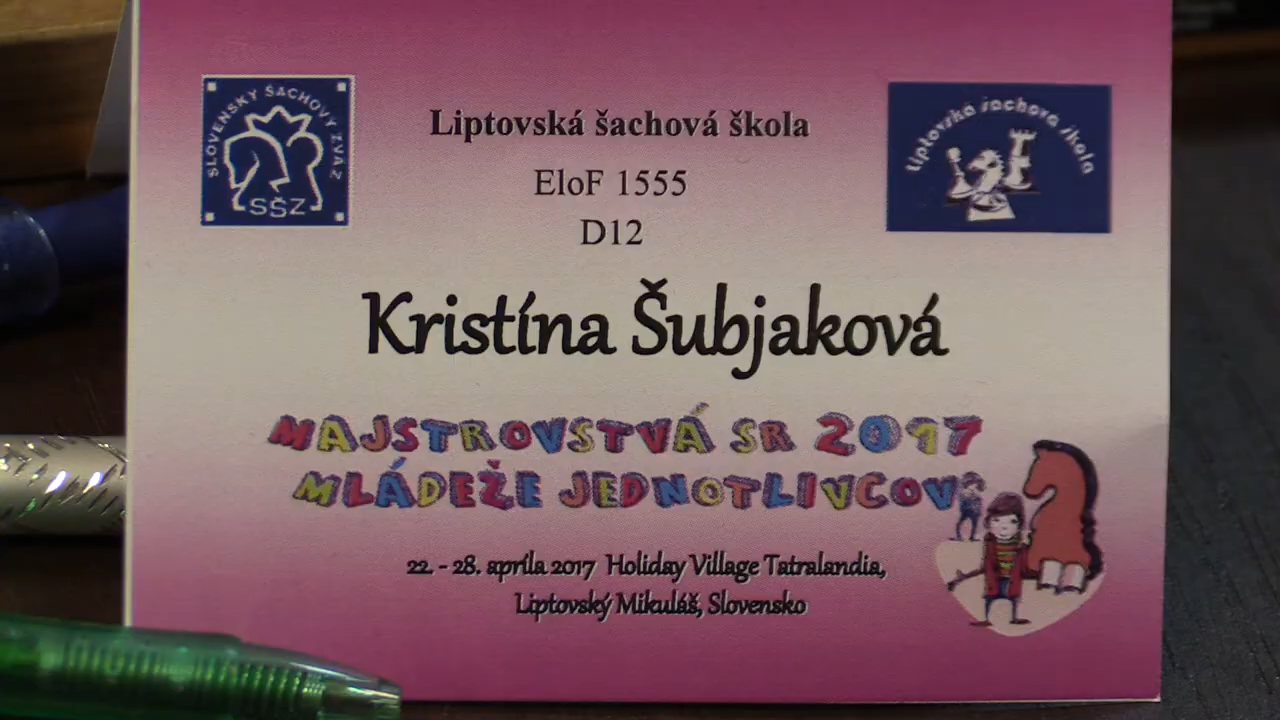 SLOVENSKÝ ŠACHOVÝ ZVÄZ
SŠZ
Liptovská šachová škola
Liptovská šachová škola
EloF 1555
D12
Kristína Šubjaková
MAJSTROVSTVÁ SR 2017
MLÁDEŽE JEDNOTLIVCOV
22. - 28. apríla 2017 Holiday Village Tatralandia,
Liptovský Mikuláš, Slovensko